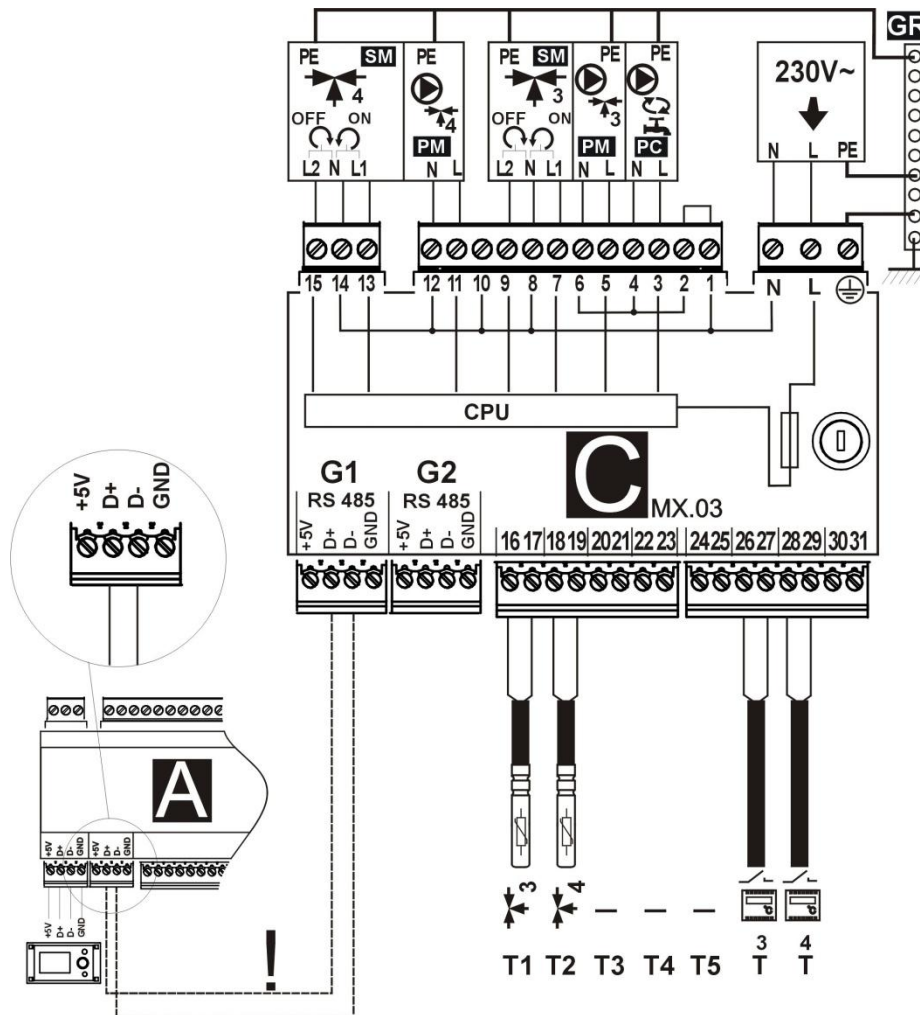 GR
PE SM PE PE SM PE PE
230V~
4 4 3 3
OFF ON OFF ON
PM PM PC
L2 N L1 N L L2 N L1 N L N L N L PE
15 14 13 12 11 10 9 8 7 6 5 4 3 2 1 N L
CPU
C MX.03
G1 G2
RS 485 RS 485
+5V D+ D- GND +5V D+ D- GND
16 17 18 19 20 21 22 23 24 25 26 27 28 29 30 31
+5V D+ D- GND
A
+5V D+ D- GND +5V D+ D- GND
+5V D+ D- GND
!
3 4 – – – 3 4
T1 T2 T3 T4 T5 T T